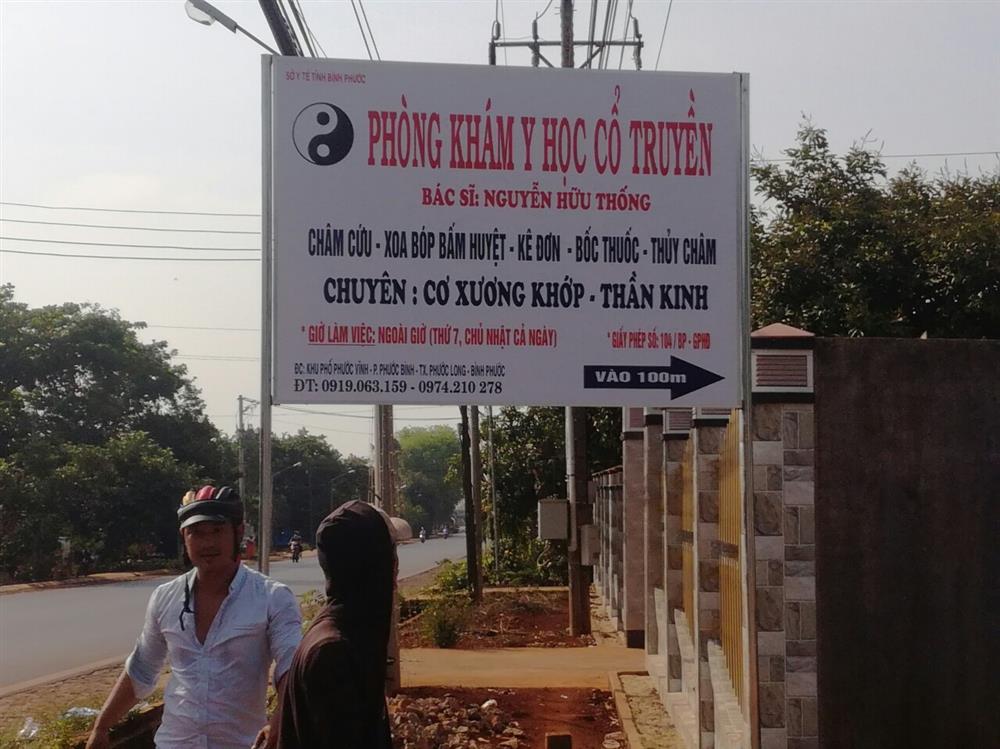 SỞ Y TẾ TỈNH BÌNH PHƯỚC
PHÒNG KHÁM Y HỌC CỔ TRUYỀN
BÁC SĨ: NGUYỄN HỮU THỐNG
CHÂM CỨU - XOA BÓP BẤM HUYỆT - KÊ ĐƠN - BỐC THUỐC - THỦY CHÂM
CHUYÊN : CƠ XƯƠNG KHỚP - THẦN KINH
* GIỜ LÀM VIỆC: NGOÀI GIỜ (THỨ 7, CHỦ NHẬT CẢ NGÀY)
* GIẤY PHÉP SỐ: 104 / BP - GPHĐ
ĐC: KHU PHỐ PHƯỚC VĨNH - P. PHƯỚC BÌNH - TX. PHƯỚC LONG - BÌNH PHƯỚC
ĐT: 0919.063.159 - 0974.210 278
VÀO 100m